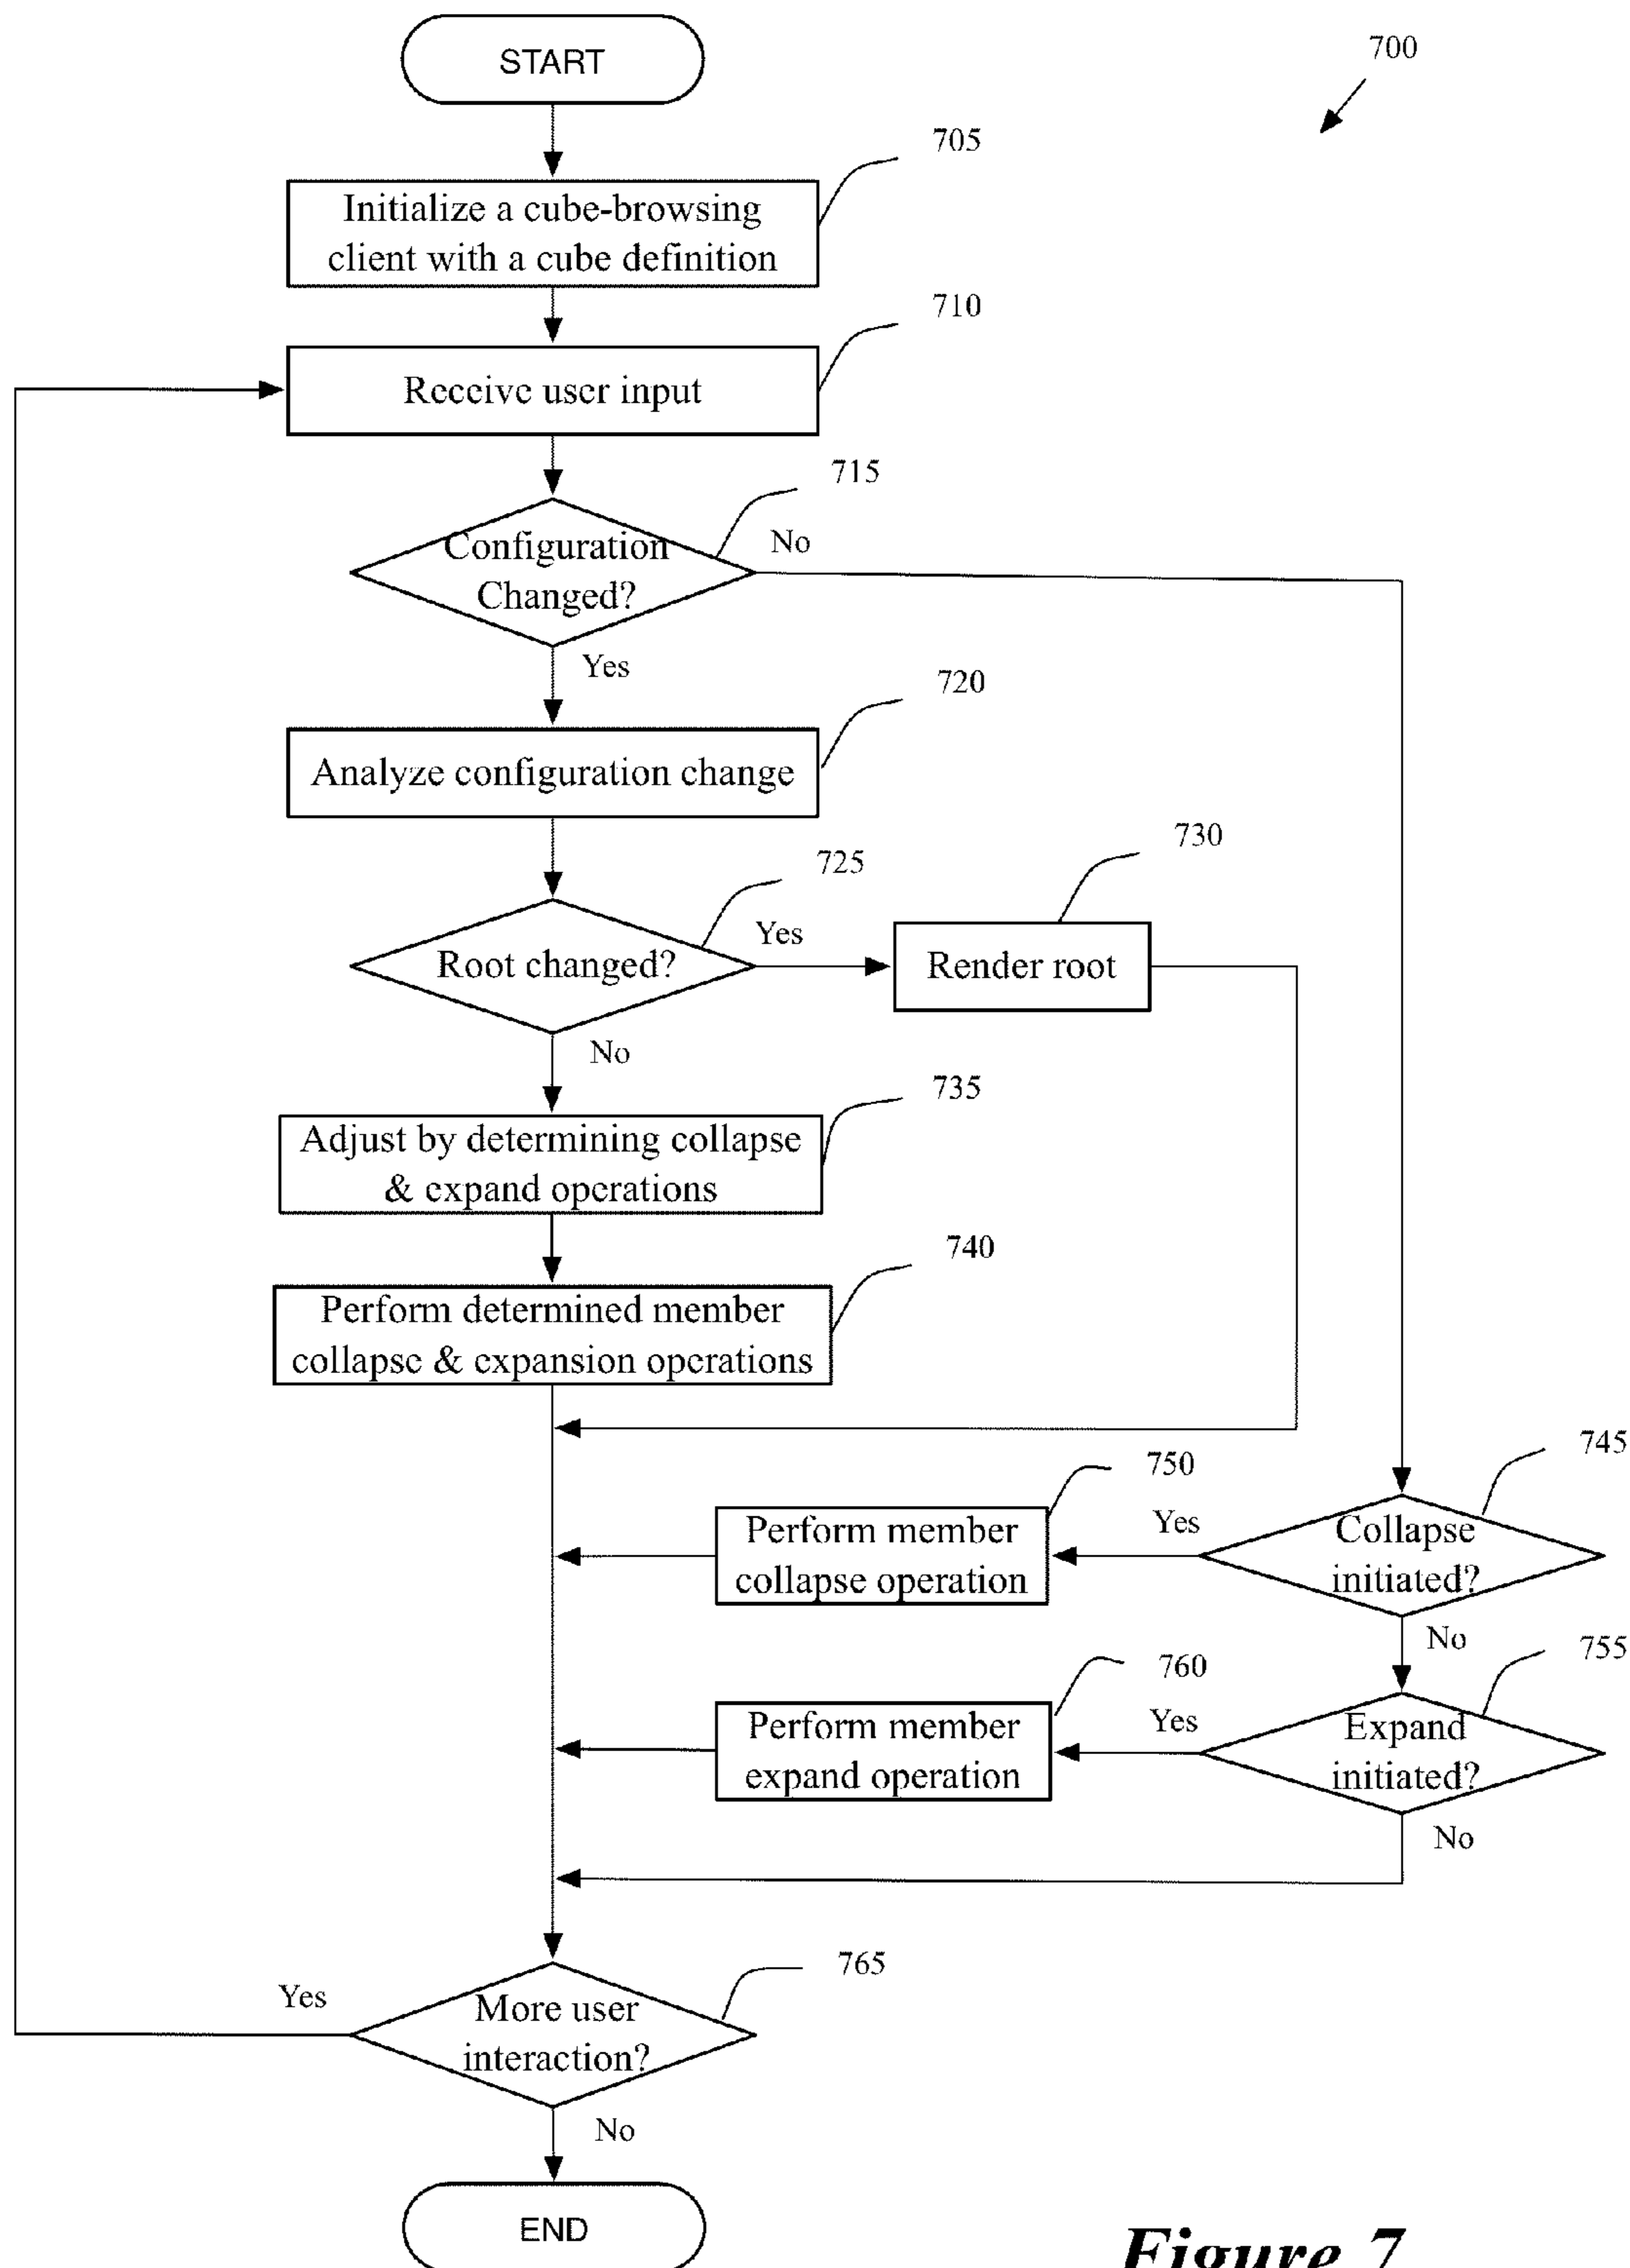 START
700
705
Initialize a cube-browsing
client with a cube definition
710
Receive user input
715
Configuration
Changed?
No
Yes
720
Analyze configuration change
725
730
Root changed?
Yes
Render root
No
735
Adjust by determining collapse
& expand operations
740
Perform determined member
collapse & expansion operations
745
750
Perform member
collapse operation
Yes
Collapse
initiated?
No
755
760
Perform member
expand operation
Yes
Expand
initiated?
No
765
Yes
More user
interaction?
No
END
Figure 7